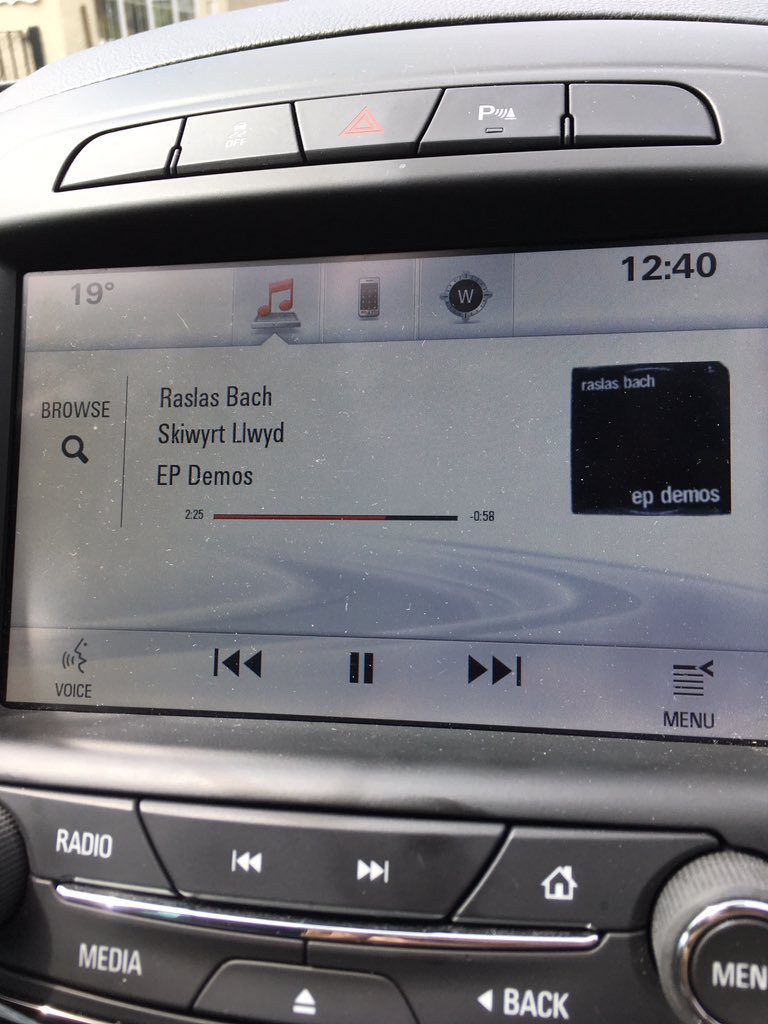 OFF
P
19°
W
12:40
BROWSE
Raslas Bach
Skiwyrt Llwyd
EP Demos
2:25
-0:58
raslas bach
ep demos
VOICE
MENU
RADIO
MEDIA
BACK
MEN